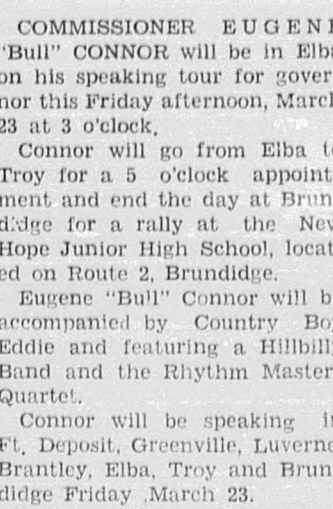 COMMISSIONER EUGENE
"Bull" CONNOR will be in Elba
on his speaking tour for gover-
nor this Friday afternoon, March
23 at 3 o'clock.
Connor will go from Elba to
Troy for a 5 o'clock appoint-
ment and end the day at Brun-
didge for a rally at the New
Hope Junior High School, locat-
ed on Route 2, Brundidge.
Eugene "Bull" Connor will be
accompanied by Country Boy
Eddie and featuring a Hillbilly
Band and the Rhythm Masters
Quartet.
Connor will be speaking in
Ft. Deposit, Greenville, Luverne,
Brantley, Elba, Troy and Brun-
didge Friday March 23.